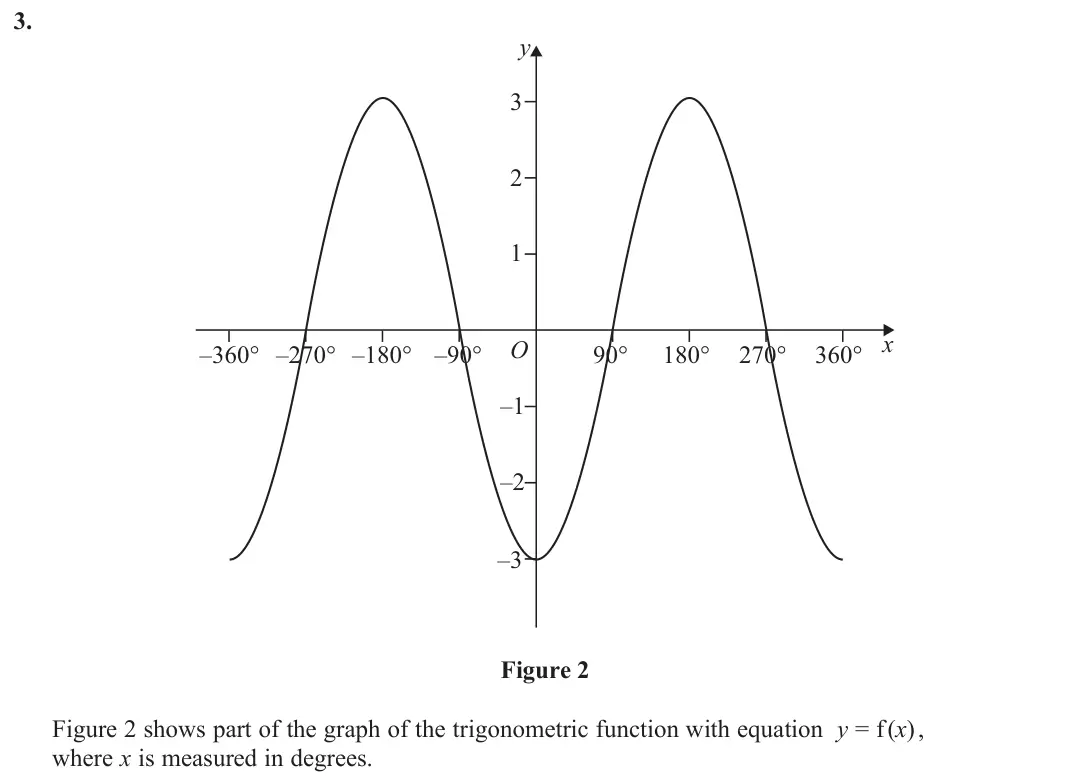 3.
y
3
2
1
–360° –270° –180° –90° O 90° 180° 270° 360° x
–1
–2
–3
Figure 2
Figure 2 shows part of the graph of the trigonometric function with equation y = f(x),
where x is measured in degrees.